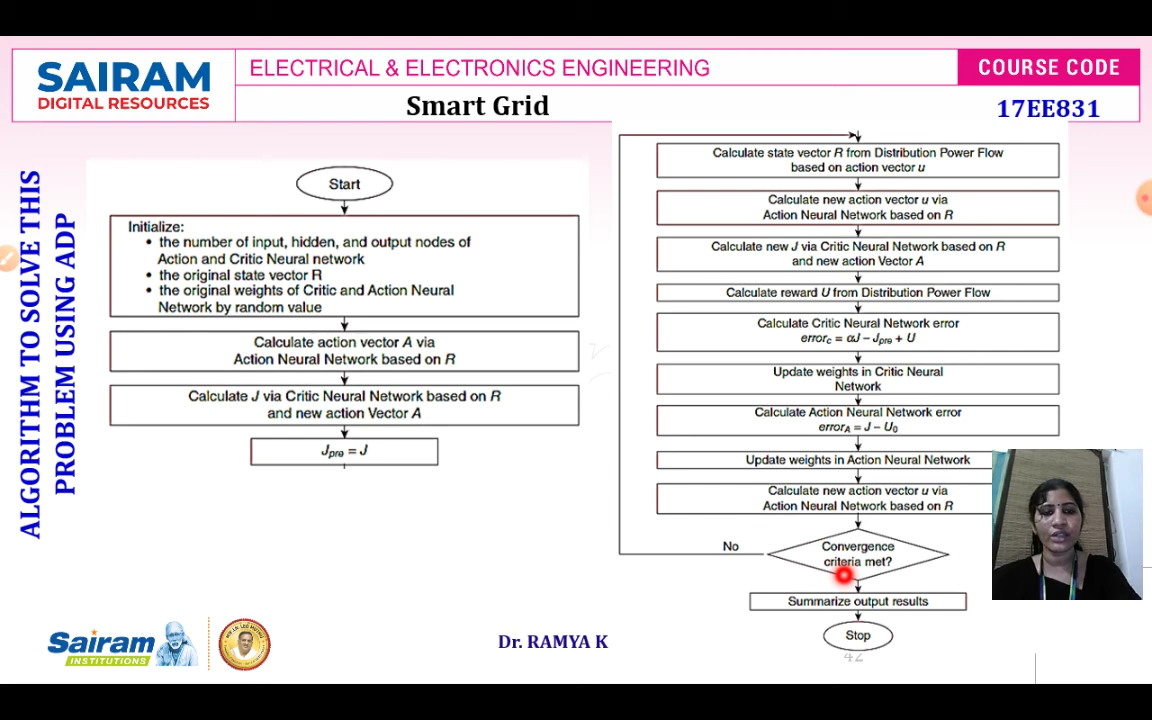 SAIRAM
DIGITAL RESOURCES
ELECTRICAL & ELECTRONICS ENGINEERING
COURSE CODE
Smart Grid
17EE831
ALGORITHM TO SOLVE THIS
PROBLEM USING ADP
Start
Initialize:
• the number of input, hidden, and output nodes of
Action and Critic Neural network
• the original state vector R
• the original weights of Critic and Action Neural
Network by random value
Calculate action vector A via
Action Neural Network based on R
Calculate J via Critic Neural Network based on R
and new action Vector A
Jpre = J
Calculate state vector R from Distribution Power Flow
based on action vector u
Calculate new action vector u via
Action Neural Network based on R
Calculate new J via Critic Neural Network based on R
and new action Vector A
Calculate reward U from Distribution Power Flow
Calculate Critic Neural Network error
errorc = αJ – Jpre + U
Update weights in Critic Neural
Network
Calculate Action Neural Network error
errorA = J – U0
Update weights in Action Neural Network
Calculate new action vector u via
Action Neural Network based on R
Convergence
criteria met?
No
Summarize output results
Stop
Sairam
INSTITUTIONS
Dr. RAMYA K
42